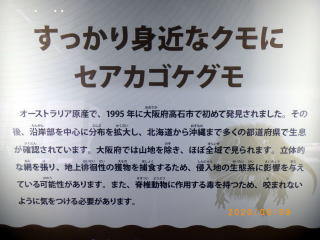 すっかり身近なクモに
セアカゴケグモ
オーストラリア原産で、1995年に大阪府高石市で初めて発見されました。その
後、沿岸部を中心に分布を拡大し、北海道から沖縄まで多くの都道府県で生息
が確認されています。大阪府では山地を除き、ほぼ全域で見られます。立体的
な網を張り、地上徘徊性の獲物を捕食するため、侵入地の生態系に影響を与え
ている可能性があります。また、脊椎動物に作用する毒を持つため、咬まれない
ように気をつける必要があります。